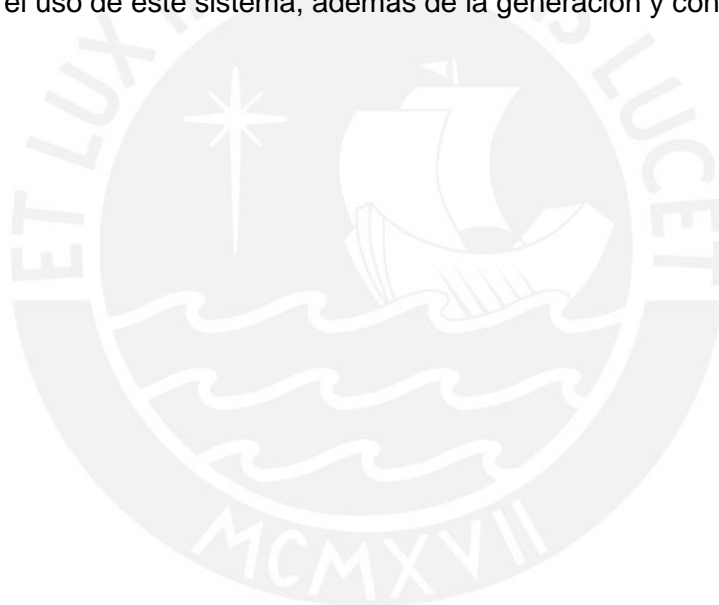 el uso de este sistema, además de la generación y con
ET LUX
LUCET
MCMXVII